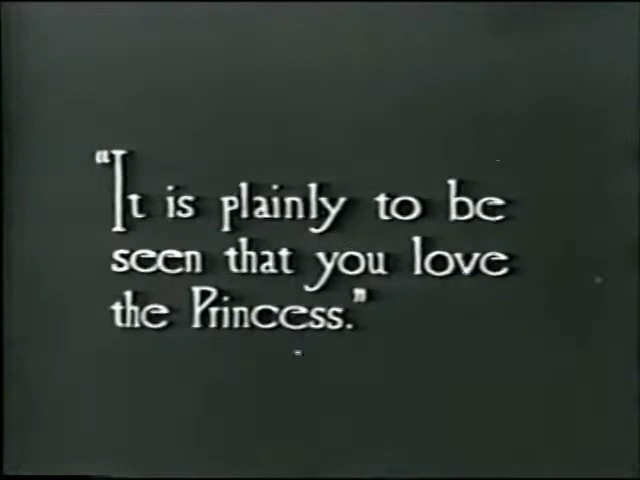 "It is plainly to be
seen that you love
the Princess."